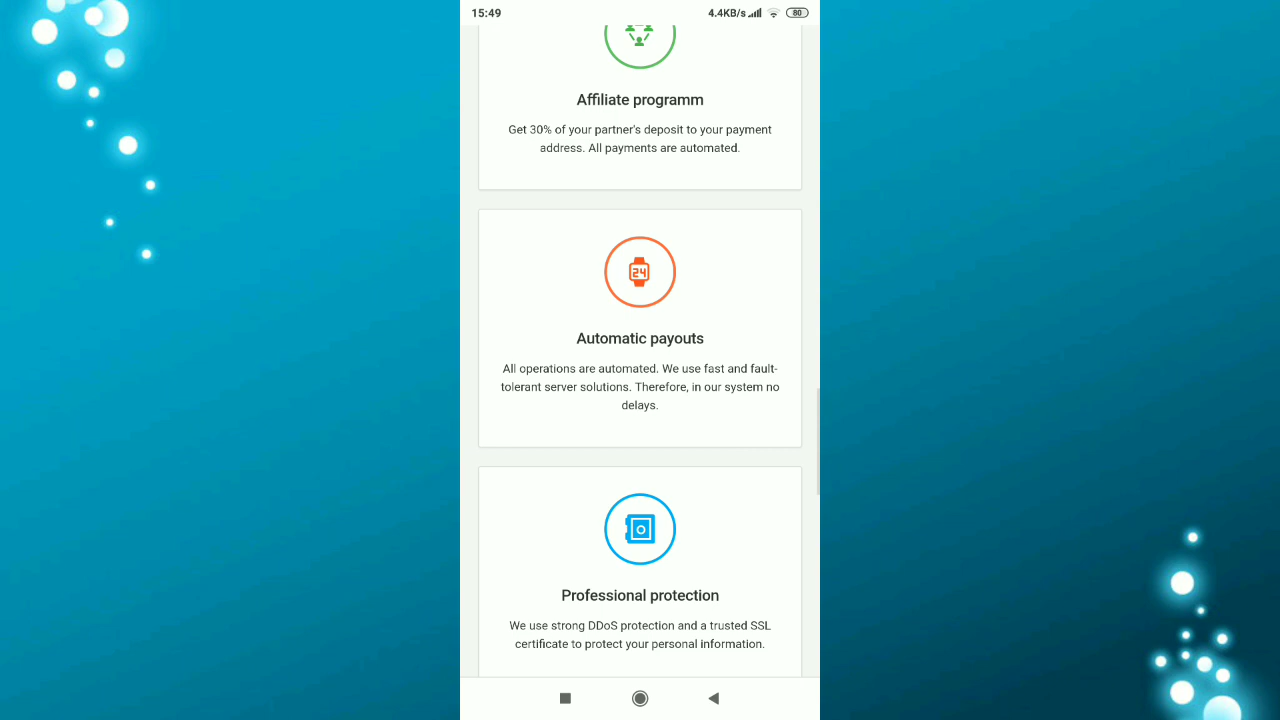 15:49
4.4KB/s
80
Affiliate programm
Get 30% of your partner's deposit to your payment
address. All payments are automated.
24
Automatic payouts
All operations are automated. We use fast and fault-
tolerant server solutions. Therefore, in our system no
delays.
Professional protection
We use strong DDoS protection and a trusted SSL
certificate to protect your personal information.